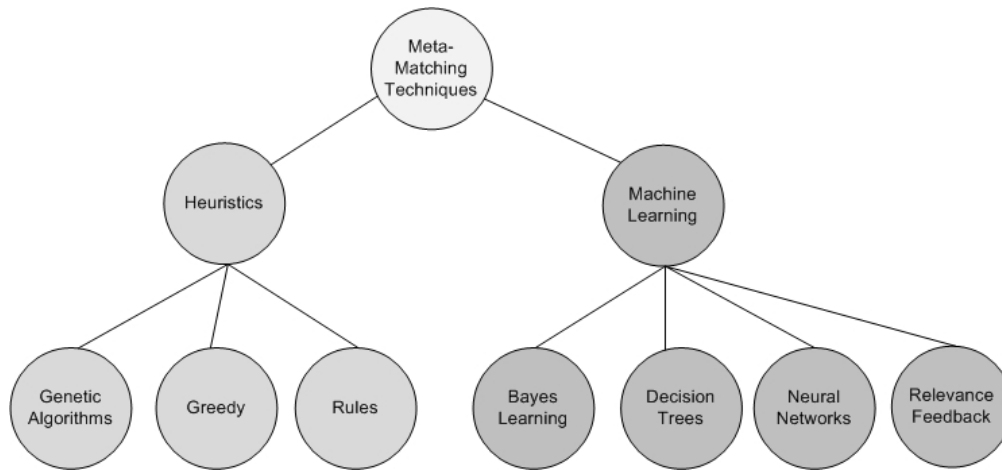 Meta-
Matching
Techniques
Heuristics
Machine
Learning
Genetic
Algorithms
Greedy
Rules
Bayes
Learning
Decision
Trees
Neural
Networks
Relevance
Feedback